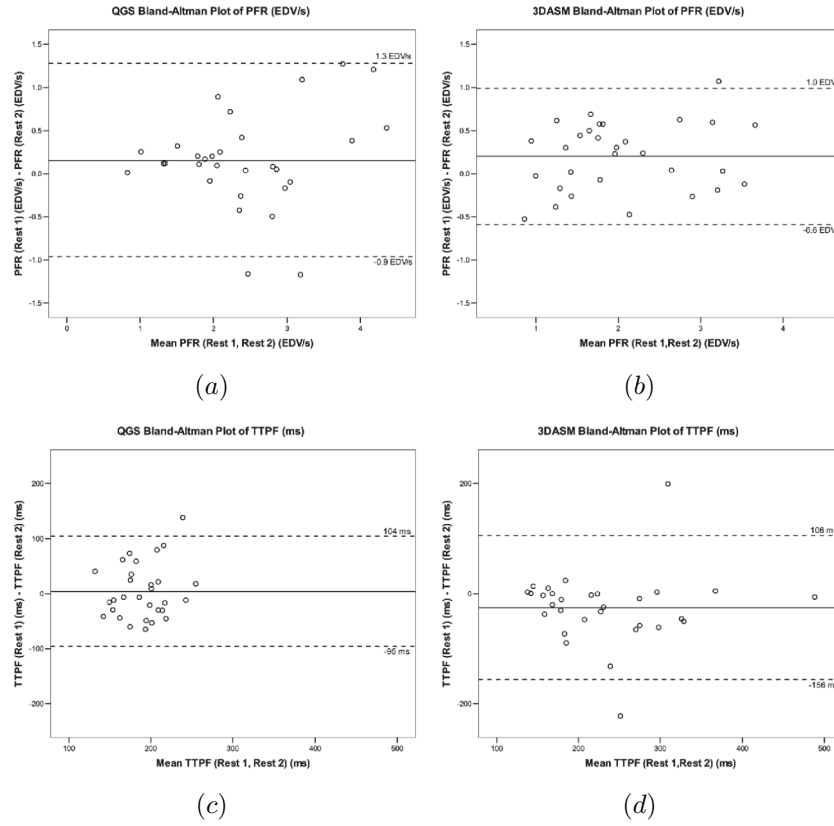 QGS Bland-Altman Plot of PFR (EDV/s)
PFR (Rest 1) (EDV/s) - PFR (Rest 2) (EDV/s)
1.5
1.0
0.5
0.0
-0.5
-1.0
-1.5
1.3 EDV/s
-0.9 EDV/s
0 1 2 3 4
Mean PFR (Rest 1, Rest 2) (EDV/s)
(a)
3DASM Bland-Altman Plot of PFR (EDV/s)
PFR (Rest 1) (EDV/s) - PFR (Rest 2) (EDV/s)
1.5
1.0
0.5
0.0
-0.5
-1.0
-1.5
1.0 EDV
-0.6 EDV
1 2 3 4
Mean PFR (Rest 1,Rest 2) (EDV/s)
(b)
QGS Bland-Altman Plot of TTPF (ms)
TTPF (Rest 1) (ms) - TTPF (Rest 2) (ms)
200
100
0
-100
-200
104 ms
-95 ms
100 200 300 400 500
Mean TTPF (Rest 1, Rest 2) (ms)
(c)
3DASM Bland-Altman Plot of TTPF (ms)
TTPF (Rest 1) (ms) - TTPF (Rest 2) (ms)
200
100
0
-100
-200
106 m
-156 m
100 200 300 400 500
Mean TTPF (Rest 1,Rest 2) (ms)
(d)